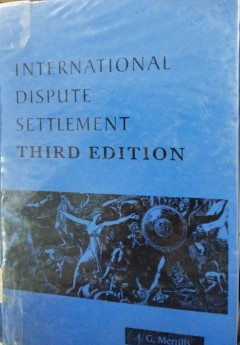 INTERNATIONAL
DISPUTE
SETTLEMENT
THIRD EDITION
J. G. Merrills